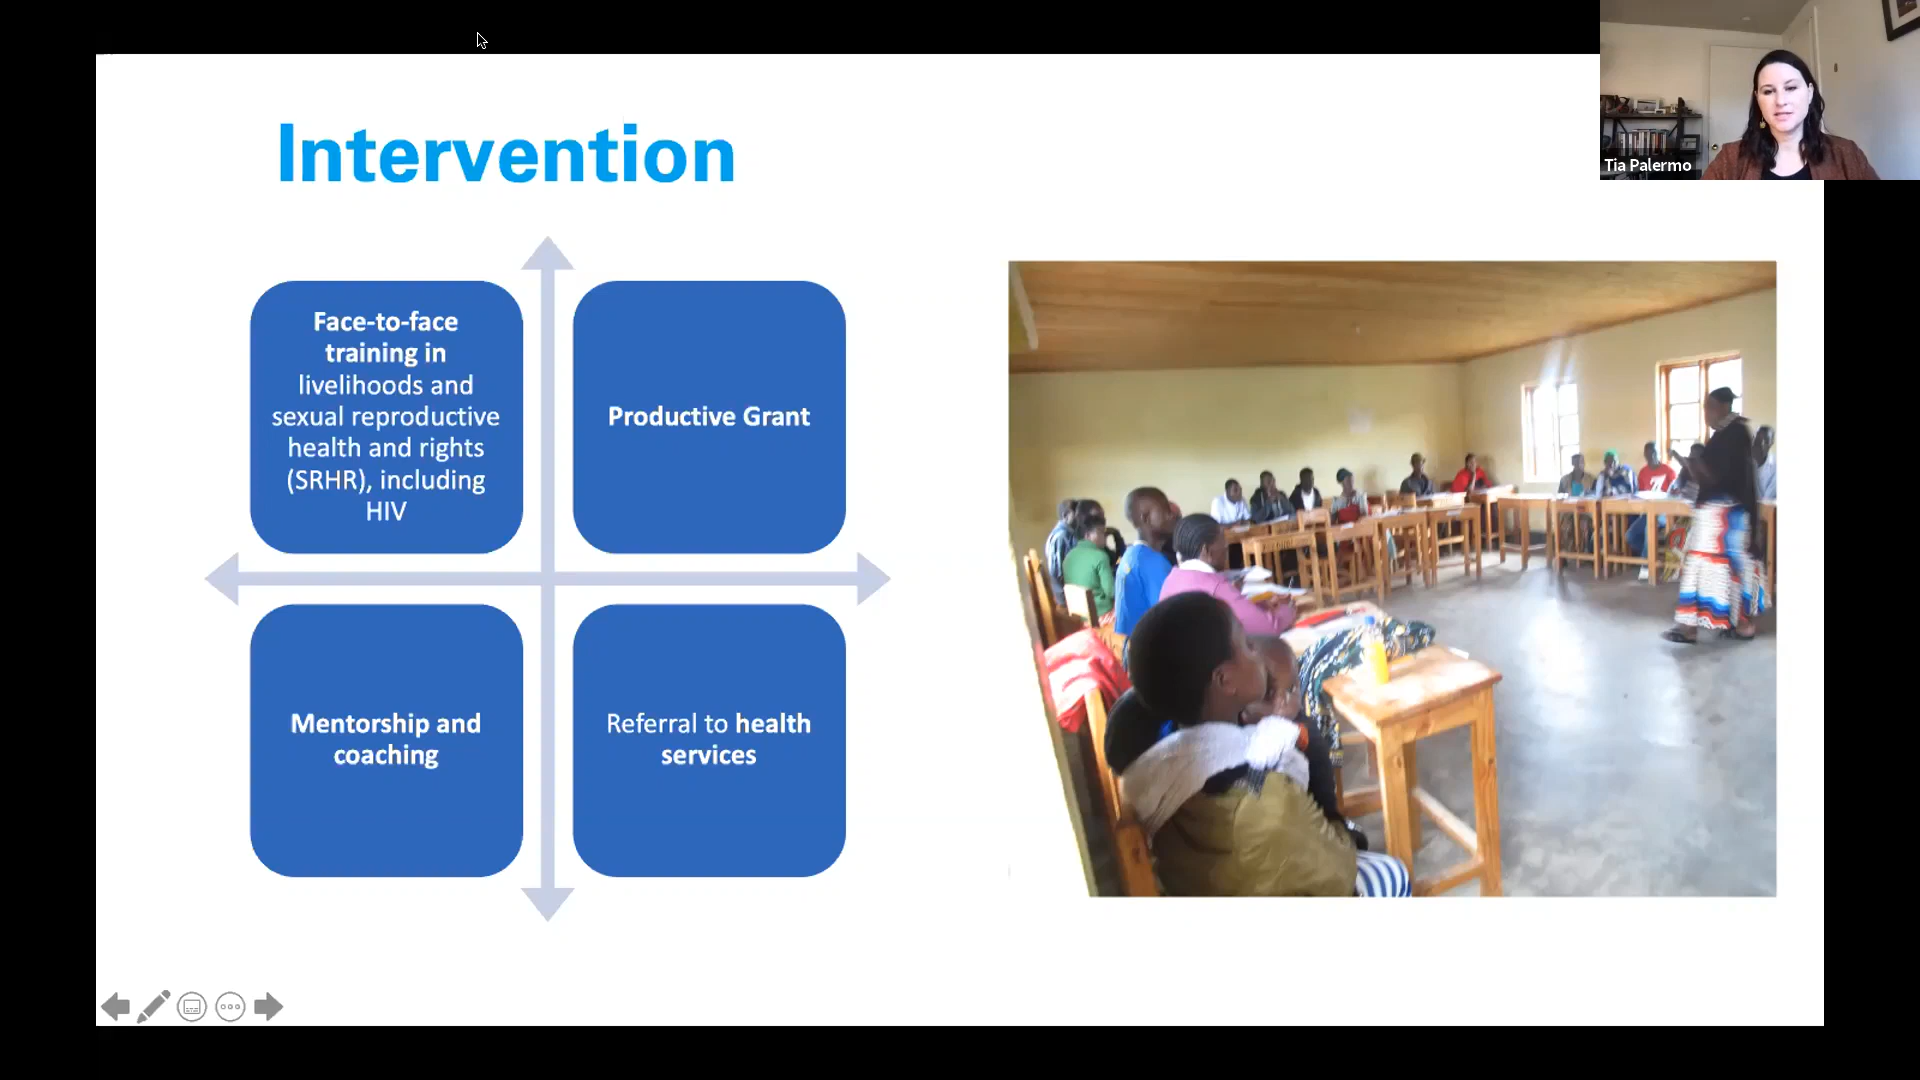 Intervention
Tia Palermo
Face-to-face
training in
livelihoods and
sexual reproductive
health and rights
(SRHR), including
HIV
Productive Grant
Mentorship and
coaching
Referral to health
services